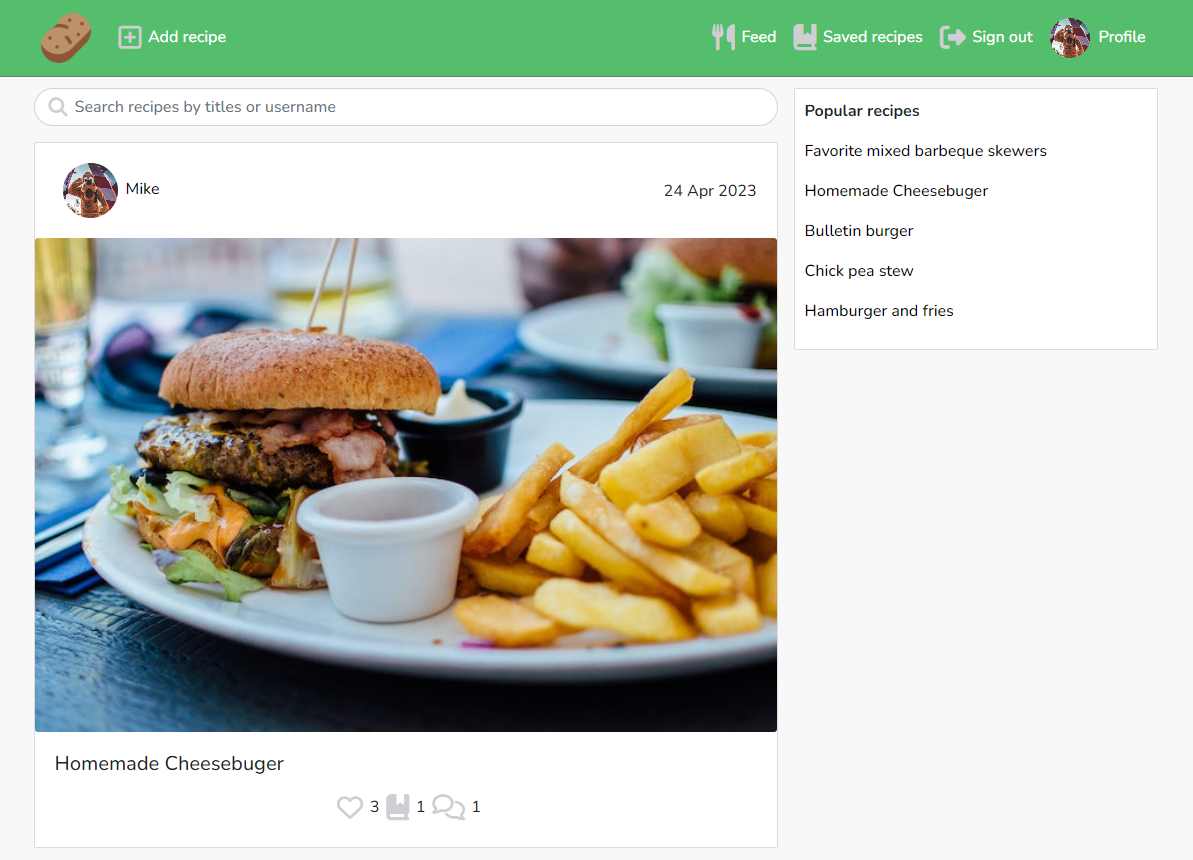 Add recipe
Feed
Saved recipes
Sign out
Profile
Search recipes by titles or username
Mike
24 Apr 2023
Homemade Cheesebuger
3
1
1
Popular recipes
Favorite mixed barbeque skewers
Homemade Cheesebuger
Bulletin burger
Chick pea stew
Hamburger and fries